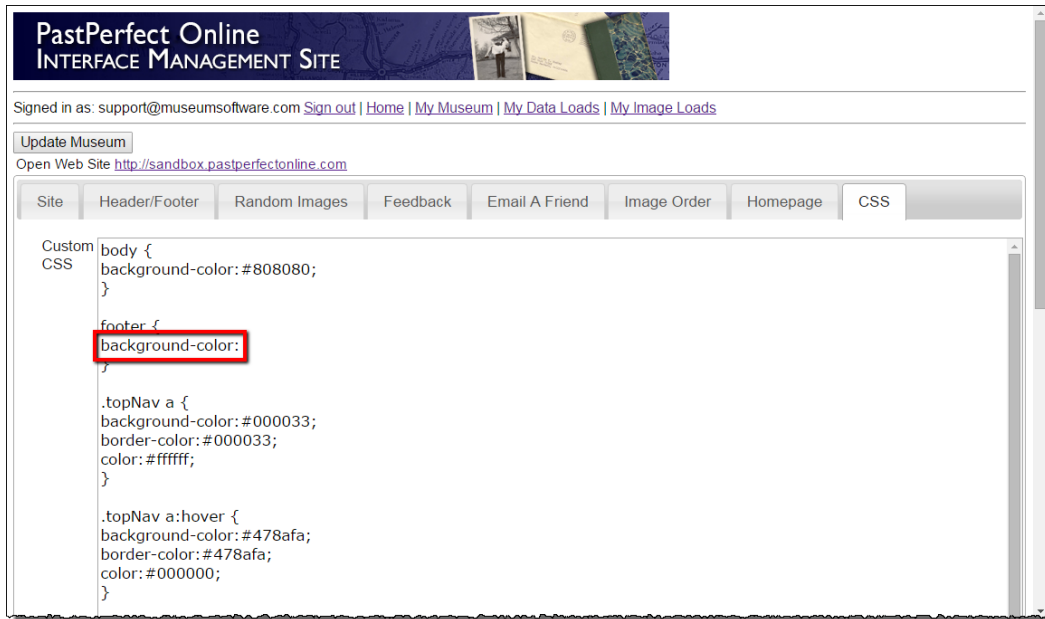 PastPerfect Online
INTERFACE MANAGEMENT SITE
Signed in as: support@museumsoftware.com Sign out | Home | My Museum | My Data Loads | My Image Loads
Update Museum
Open Web Site http://sandbox.pastperfectonline.com
Site Header/Footer Random Images Feedback Email A Friend Image Order Homepage CSS
Custom
CSS
body {
background-color:#808080;
}
footer {
background-color:
}
.topNav a {
background-color:#000033;
border-color:#000033;
color:#ffffff;
}
.topNav a:hover {
background-color:#478afa;
border-color:#478afa;
color:#000000;
}